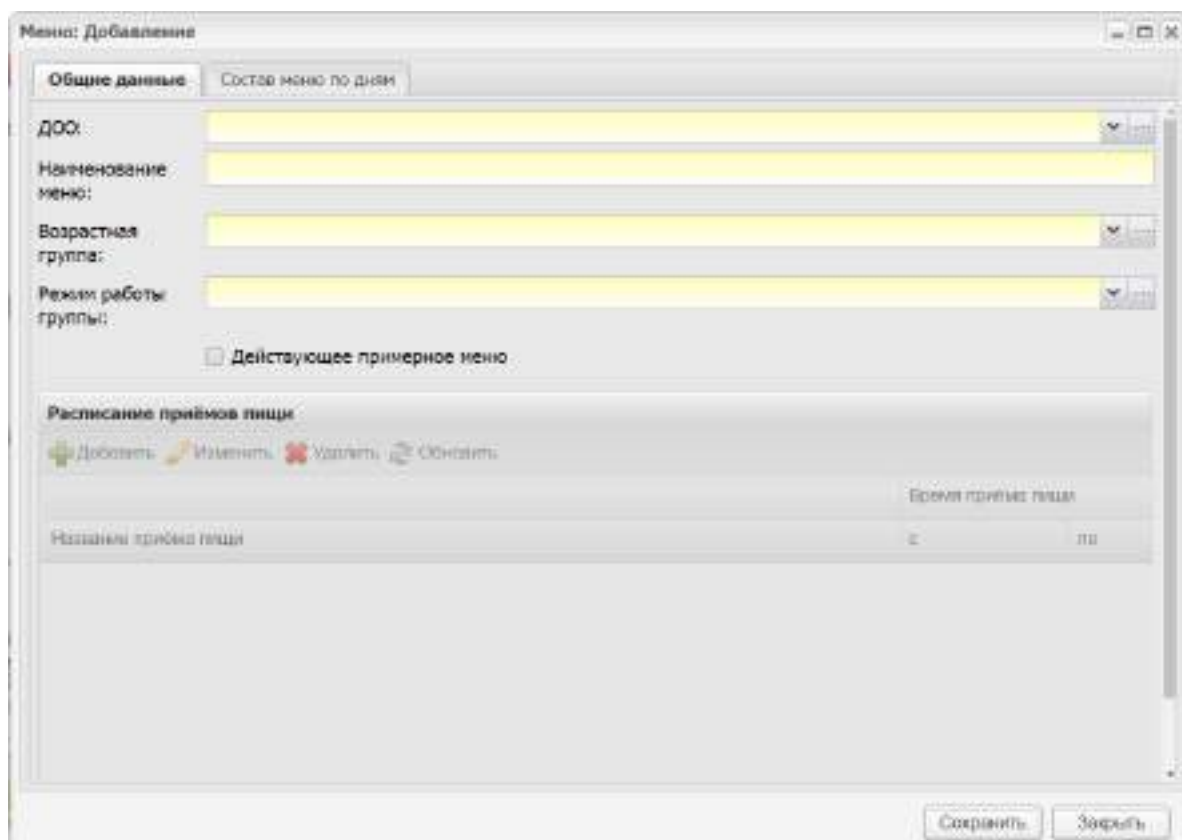 Меню: Добавление
Общие данные Состав меню по дням
ДОО:
Наименование
меню:
Возрастная
группа:
Режим работы
группы:
Действующее примерное меню
Расписание приёмов пищи
Добавить Изменить Удалить Обновить
Время приёма пищи
Название приёма пищи с по
Сохранить Закрыть